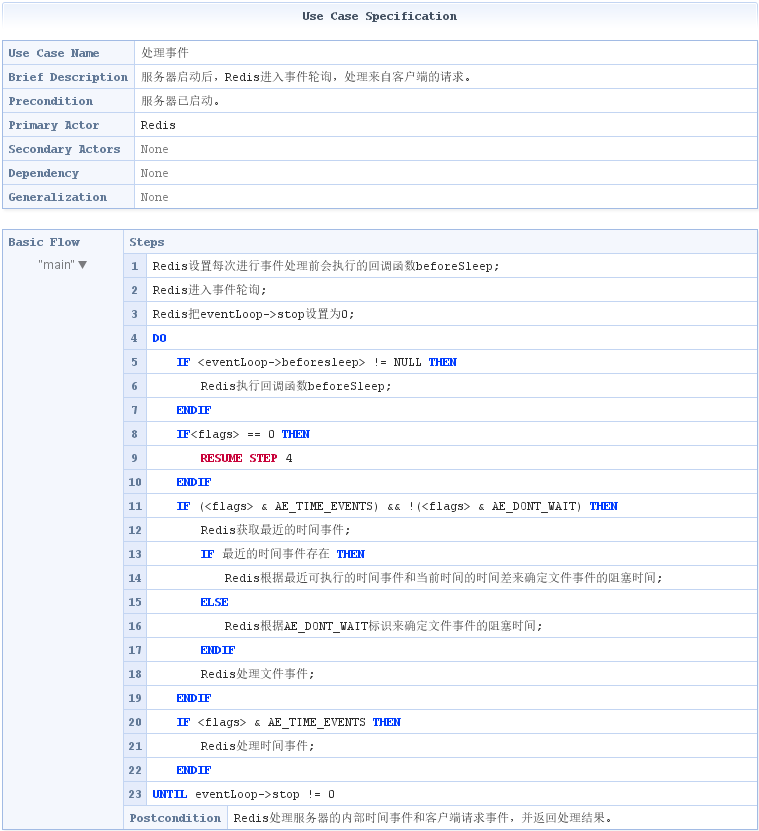 Use Case Specification
Use Case Name 处理事件
Brief Description 服务器启动后，Redis进入事件轮询，处理来自客户端的请求。
Precondition 服务器已启动。
Primary Actor Redis
Secondary Actors None
Dependency None
Generalization None
Basic Flow Steps
"main" ▼
1 Redis设置每次进行事件处理前会执行的回调函数beforeSleep;
2 Redis进入事件轮询;
3 Redis把eventLoop->stop设置为0;
4 DO
5 IF <eventLoop->beforesleep> != NULL THEN
6 Redis执行回调函数beforeSleep;
7 ENDIF
8 IF<flags> == 0 THEN
9 RESUME STEP 4
10 ENDIF
11 IF (<flags> & AE_TIME_EVENTS) && !(<flags> & AE_DONT_WAIT) THEN
12 Redis获取最近的时间事件;
13 IF 最近的时间事件存在 THEN
14 Redis根据最近可执行的时间事件和当前时间的时间差来确定文件事件的阻塞时间;
15 ELSE
16 Redis根据AE_DONT_WAIT标识来确定文件事件的阻塞时间;
17 ENDIF
18 Redis处理文件事件;
19 ENDIF
20 IF <flags> & AE_TIME_EVENTS THEN
21 Redis处理时间事件;
22 ENDIF
23 UNTIL eventLoop->stop != 0
Postcondition Redis处理服务器的内部时间事件和客户端请求事件，并返回处理结果。